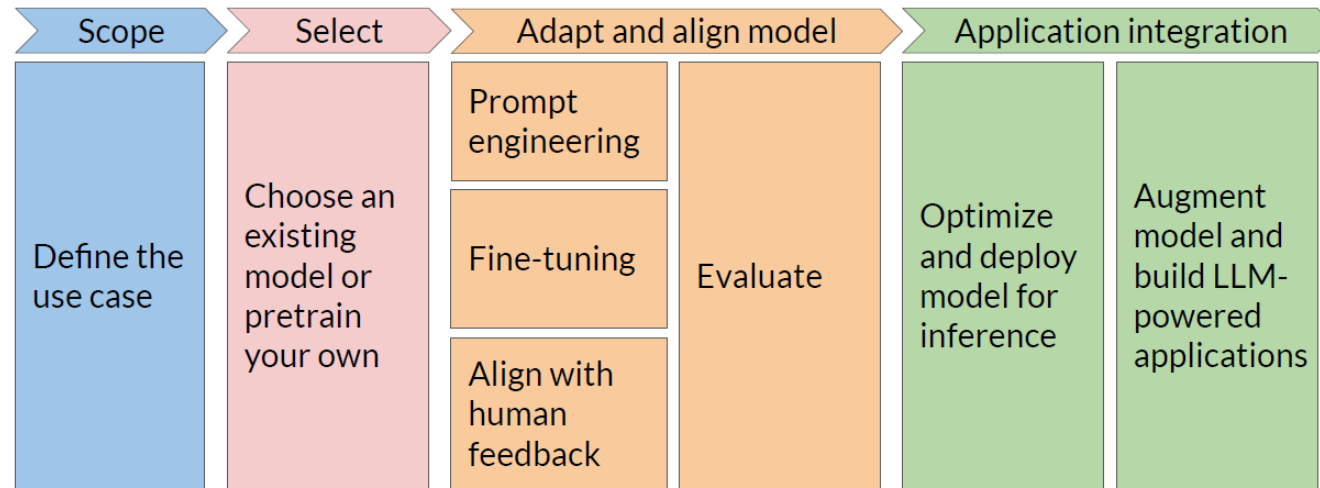 Scope
Select
Adapt and align model
Application integration
Define the
use case
Choose an
existing
model or
pretrain
your own
Prompt
engineering
Fine-tuning
Align with
human
feedback
Evaluate
Optimize
and deploy
model for
inference
Augment
model and
build LLM-
powered
applications